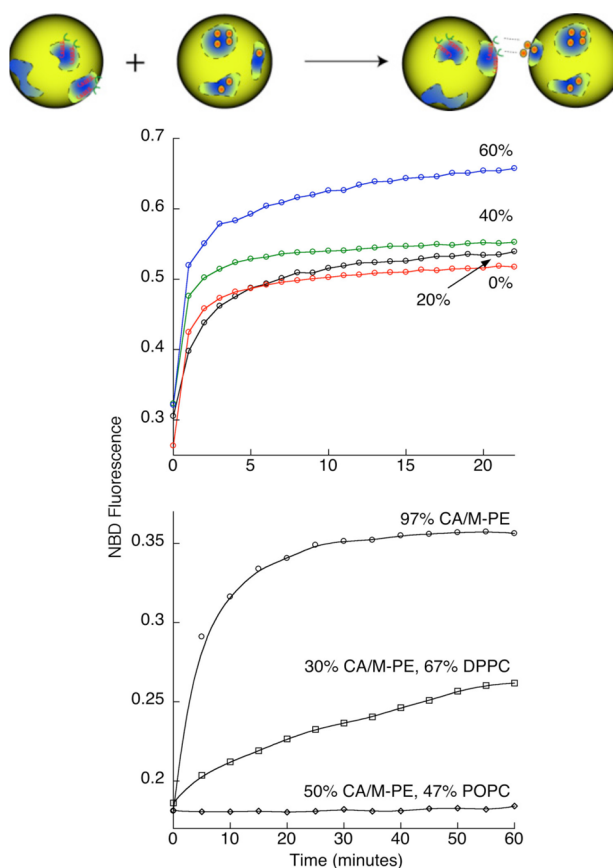 +
0.7
60%
0.6
40%
0.5
20%
0%
0.4
0.3
0 5 10 15 20
NBD Fluorescence
97% CA/M-PE
0.35
0.3
30% CA/M-PE, 67% DPPC
0.25
50% CA/M-PE, 47% POPC
0.2
0 10 20 30 40 50 60
Time (minutes)